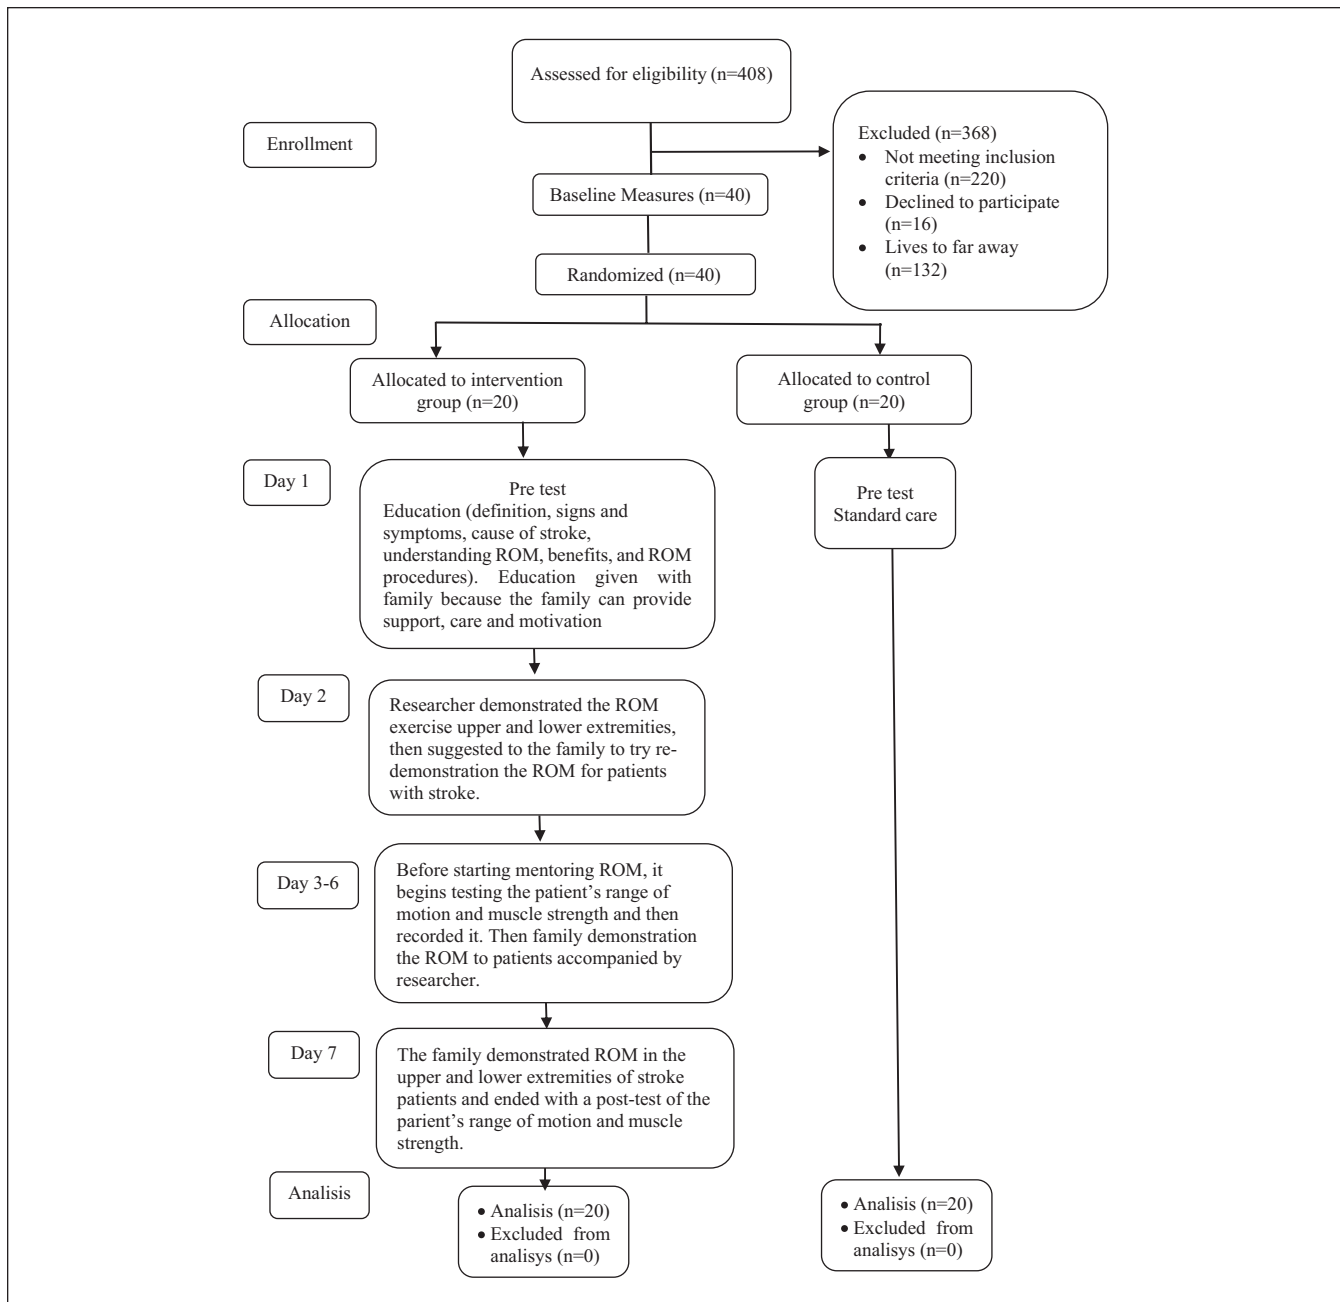 Assessed for eligibility (n=408)
Enrollment
Excluded (n=368)
• Not meeting inclusion
criteria (n=220)
• Declined to participate
(n=16)
• Lives to far away
(n=132)
Baseline Measures (n=40)
Randomized (n=40)
Allocation
Allocated to intervention
group (n=20)
Allocated to control
group (n=20)
Day 1
Pre test
Education (definition, signs and
symptoms, cause of stroke,
understanding ROM, benefits, and ROM
procedures). Education given with
family because the family can provide
support, care and motivation
Pre test
Standard care
Day 2
Researcher demonstrated the ROM
exercise upper and lower extremities,
then suggested to the family to try re-
demonstration the ROM for patients
with stroke.
Day 3-6
Before starting mentoring ROM, it
begins testing the patient’s range of
motion and muscle strength and then
recorded it. Then family demonstration
the ROM to patients accompanied by
researcher.
Day 7
The family demonstrated ROM in the
upper and lower extremities of stroke
patients and ended with a post-test of the
parient’s range of motion and muscle
strength.
Analisis
• Analisis (n=20)
• Excluded from
analisys (n=0)
• Analisis (n=20)
• Excluded from
analisys (n=0)